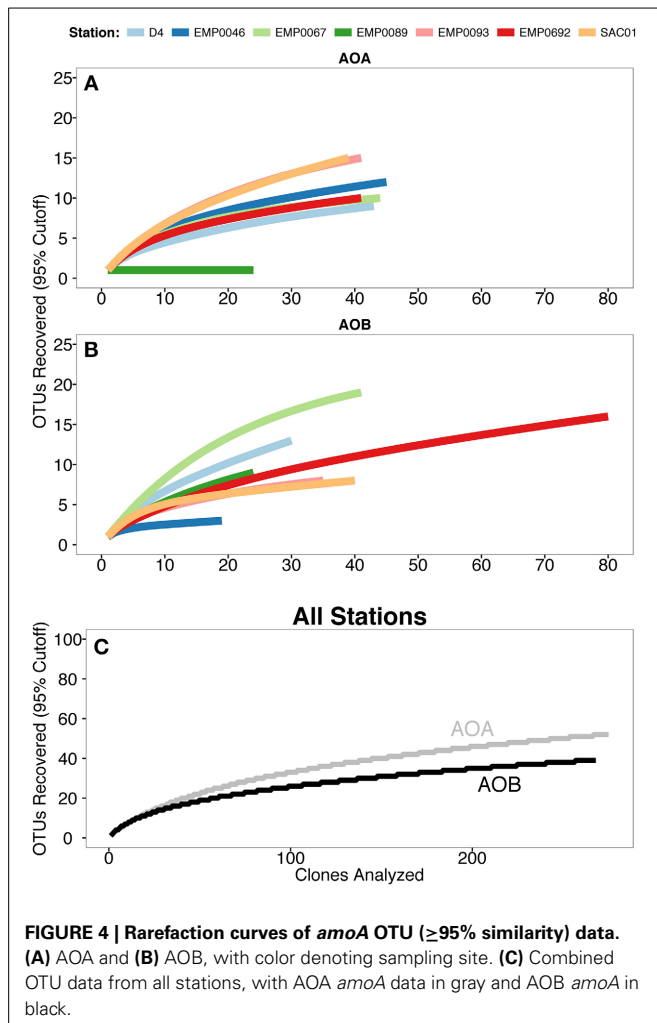 Station: D4 EMP0046 EMP0067 EMP0089 EMP0093 EMP0692 SAC01
AOA
A
25
20
15
10
5
0
0 10 20 30 40 50 60 70 80
OTUs Recovered (95% Cutoff)
AOB
B
25
20
15
10
5
0
0 10 20 30 40 50 60 70 80
All Stations
C
100
80
60
40
20
0
OTUs Recovered (95% Cutoff)
AOA
AOB
0 100 200
Clones Analyzed
FIGURE 4 | Rarefaction curves of amoA OTU (≥95% similarity) data.
(A) AOA and (B) AOB, with color denoting sampling site. (C) Combined
OTU data from all stations, with AOA amoA data in gray and AOB amoA in
black.